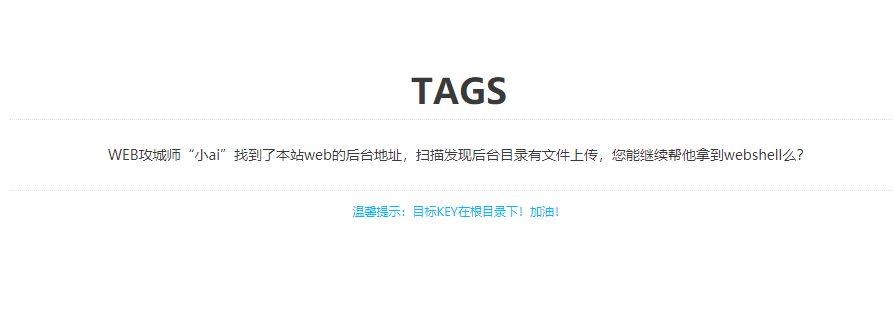 TAGS
WEB攻城师“小ai”找到了本站web的后台地址，扫描发现后台目录有文件上传，您能继续帮他拿到webshell么？
温馨提示：目标KEY在根目录下！加油！